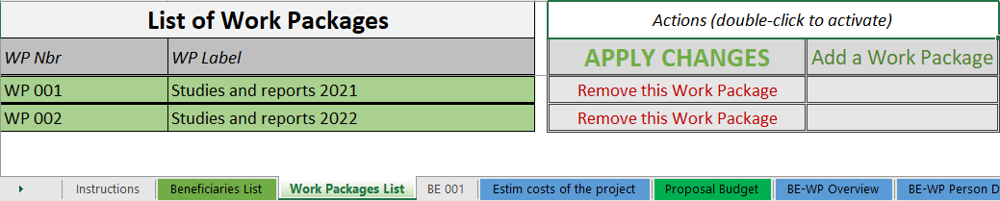 List of Work Packages Actions (double-click to activate)
WP Nbr WP Label APPLY CHANGES Add a Work Package
WP 001 Studies and reports 2021 Remove this Work Package
WP 002 Studies and reports 2022 Remove this Work Package
Instructions Beneficiaries List Work Packages List BE 001 Estim costs of the project Proposal Budget BE-WP Overview BE-WP Person D